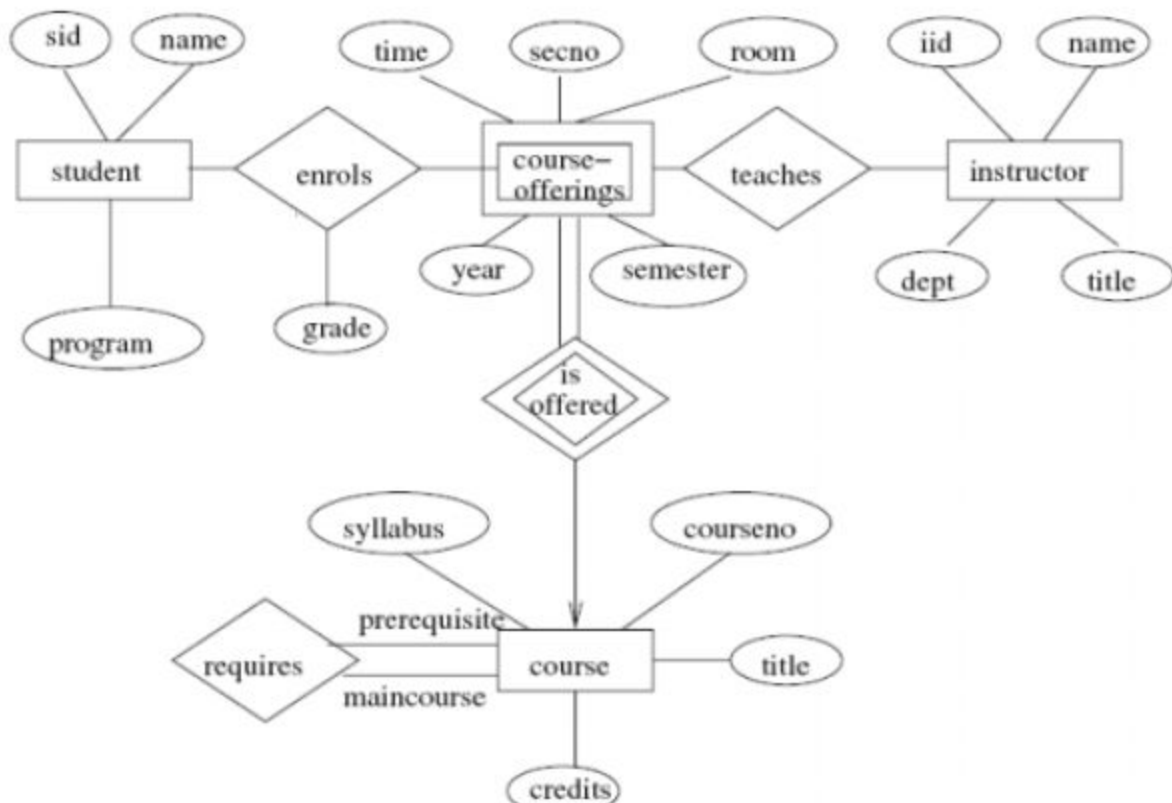 sid
name
time
secno
room
iid
name
student
enrols
course-
offerings
teaches
instructor
year
semester
dept
title
program
grade
is
offered
syllabus
courseno
prerequisite
requires
course
title
maincourse
credits